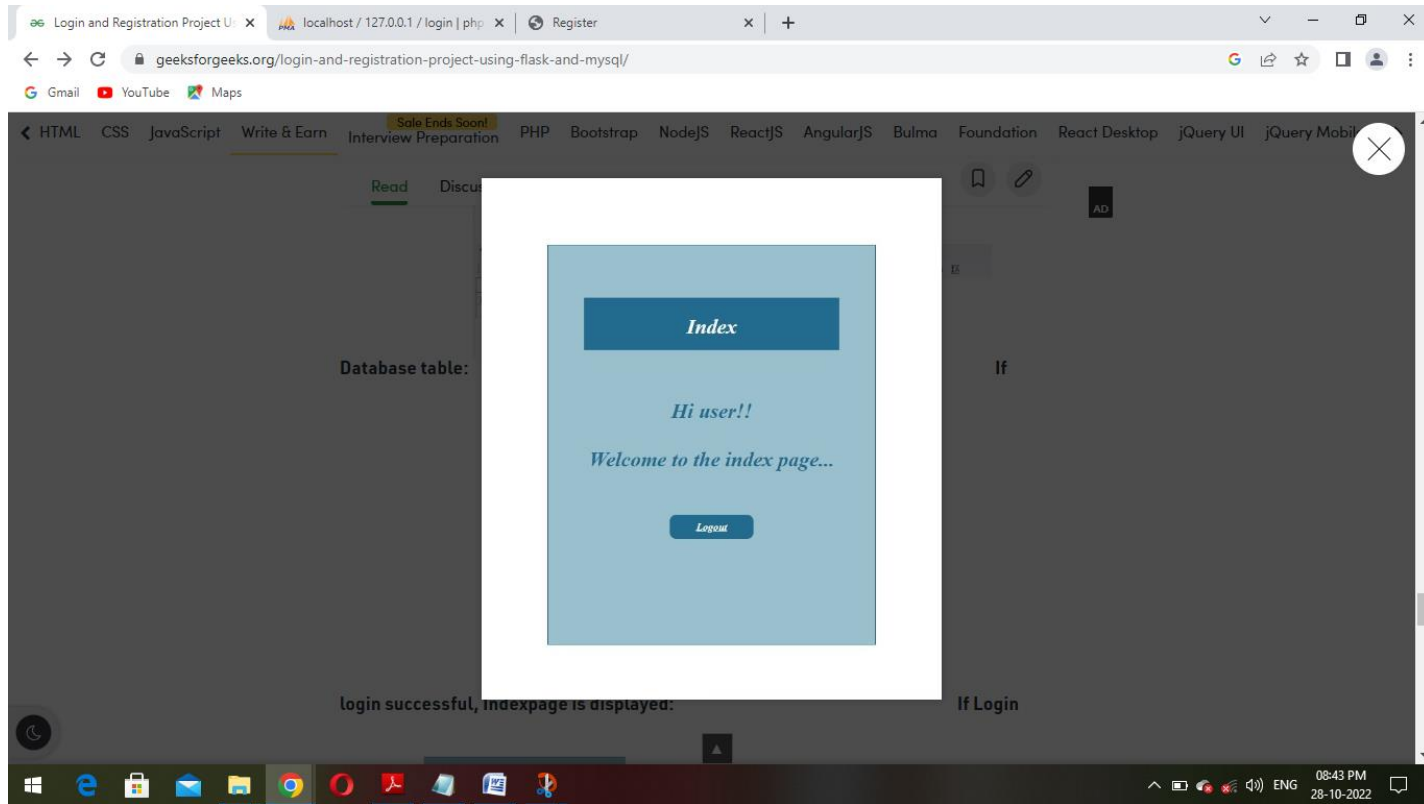 Login and Registration Project U
localhost / 127.0.0.1 / login | php
Register
geeksforgeeks.org/login-and-registration-project-using-flask-and-mysql/
Gmail YouTube Maps
Sale Ends Soon!
HTML CSS JavaScript Write & Earn Interview Preparation PHP Bootstrap NodeJS ReactJS AngularJS Bulma Foundation React Desktop jQuery UI jQuery Mobil
Read Discus
AD
Index
Database table: If
Hi user!!
Welcome to the index page...
Logout
login successful, Indexpage is displayed: If Login
ENG
08:43 PM
28-10-2022